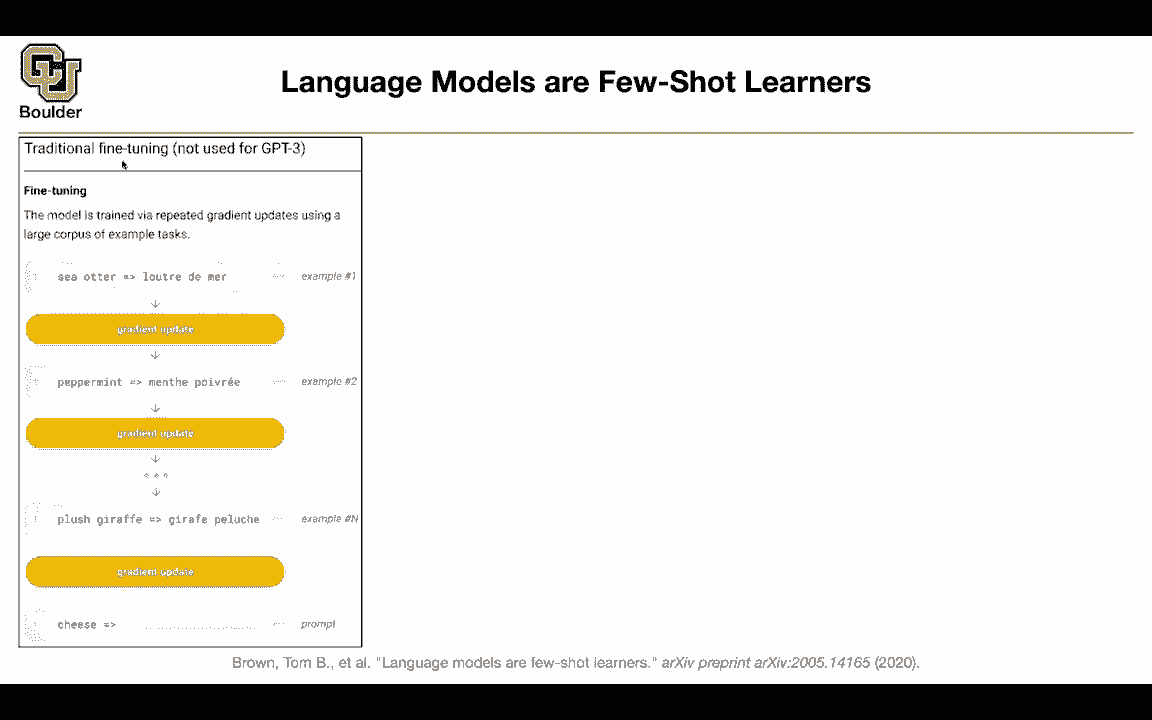 Boulder
Language Models are Few-Shot Learners
Traditional fine-tuning (not used for GPT-3)
Fine-tuning
The model is trained via repeated gradient updates using a
large corpus of example tasks.
sea otter => loutre de mer example #1
↓
gradient update
↓
peppermint => menthe poivrée example #2
↓
gradient update
↓
• • •
↓
plush giraffe => girafe peluche example #N
gradient update
cheese => prompt
Brown, Tom B., et al. "Language models are few-shot learners." arXiv preprint arXiv:2005.14165 (2020).